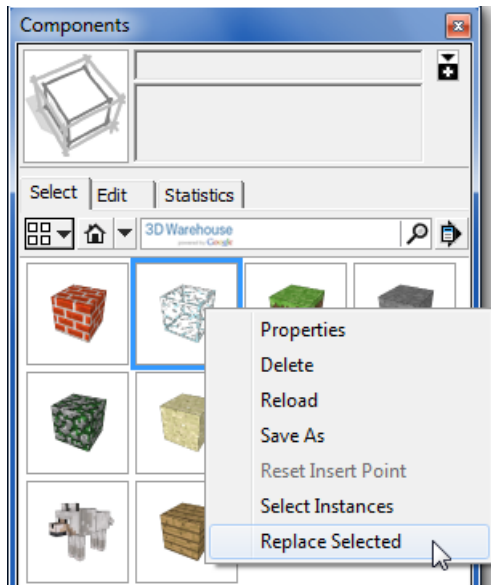 Components
Select Edit Statistics
3D Warehouse
powered by Google
Properties
Delete
Reload
Save As
Reset Insert Point
Select Instances
Replace Selected